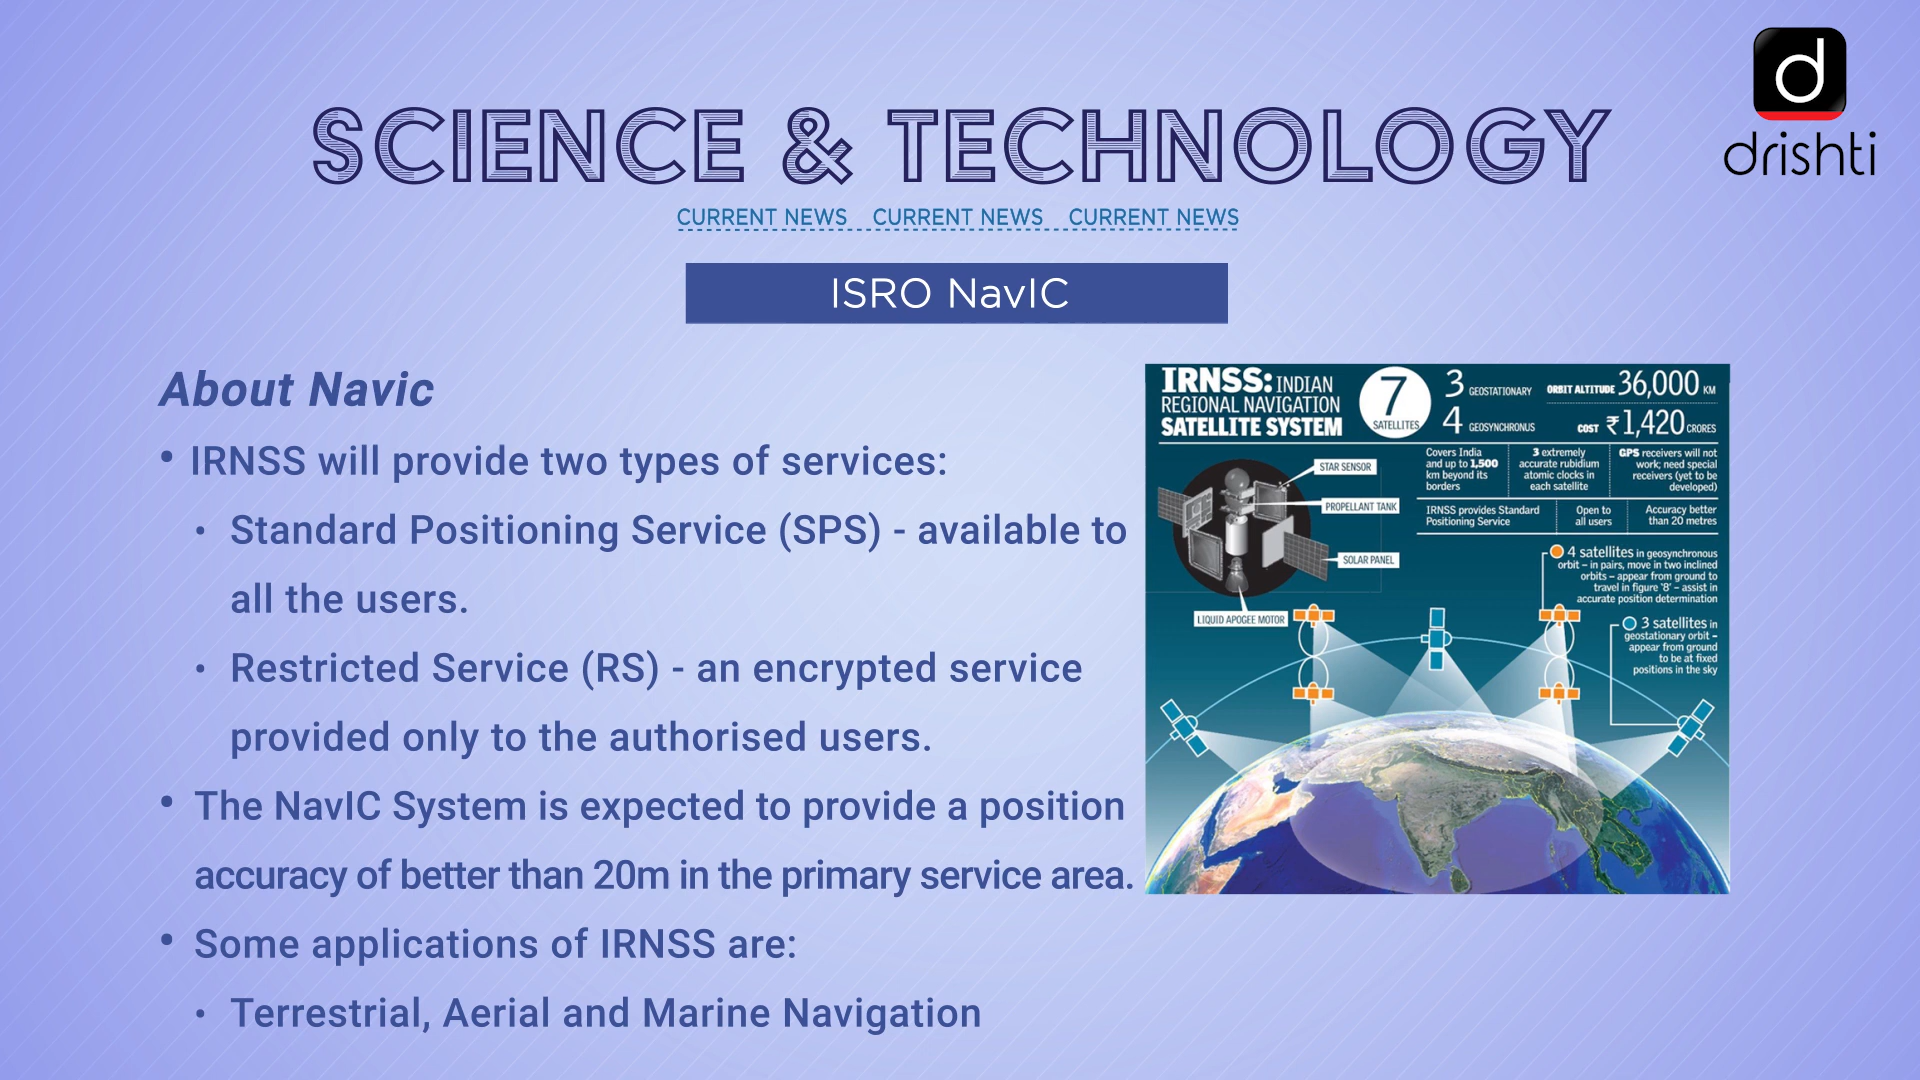 d
drishti
SCIENCE & TECHNOLOGY
CURRENT NEWS CURRENT NEWS CURRENT NEWS
ISRO NavIC
About Navic
• IRNSS will provide two types of services:
• Standard Positioning Service (SPS) - available to
all the users.
• Restricted Service (RS) - an encrypted service
provided only to the authorised users.
• The NavIC System is expected to provide a position
accuracy of better than 20m in the primary service area.
• Some applications of IRNSS are:
• Terrestrial, Aerial and Marine Navigation
IRNSS: INDIAN
REGIONAL NAVIGATION
SATELLITE SYSTEM
7
SATELLITES
3 GEOSTATIONARY
4 GEOSYNCHRONUS
ORBIT ALTITUDE 36,000 KM
COST ₹1,420 CRORES
Covers India
and up to 1,500
km beyond its
borders
3 extremely
accurate rubidium
atomic clocks in
each satellite
GPS receivers will not
work; need special
receivers (yet to be
developed)
IRNSS provides Standard
Positioning Service
Open to
all users
Accuracy better
than 20 metres
STAR SENSOR
PROPELLANT TANK
SOLAR PANEL
LIQUID APOGEE MOTOR
4 satellites in geosynchronous
orbit – in pairs, move in two inclined
orbits – appear from ground to
travel in figure '8' – assist in
accurate position determination
3 satellites in
geostationary orbit –
appear from ground
to be at fixed
positions in the sky